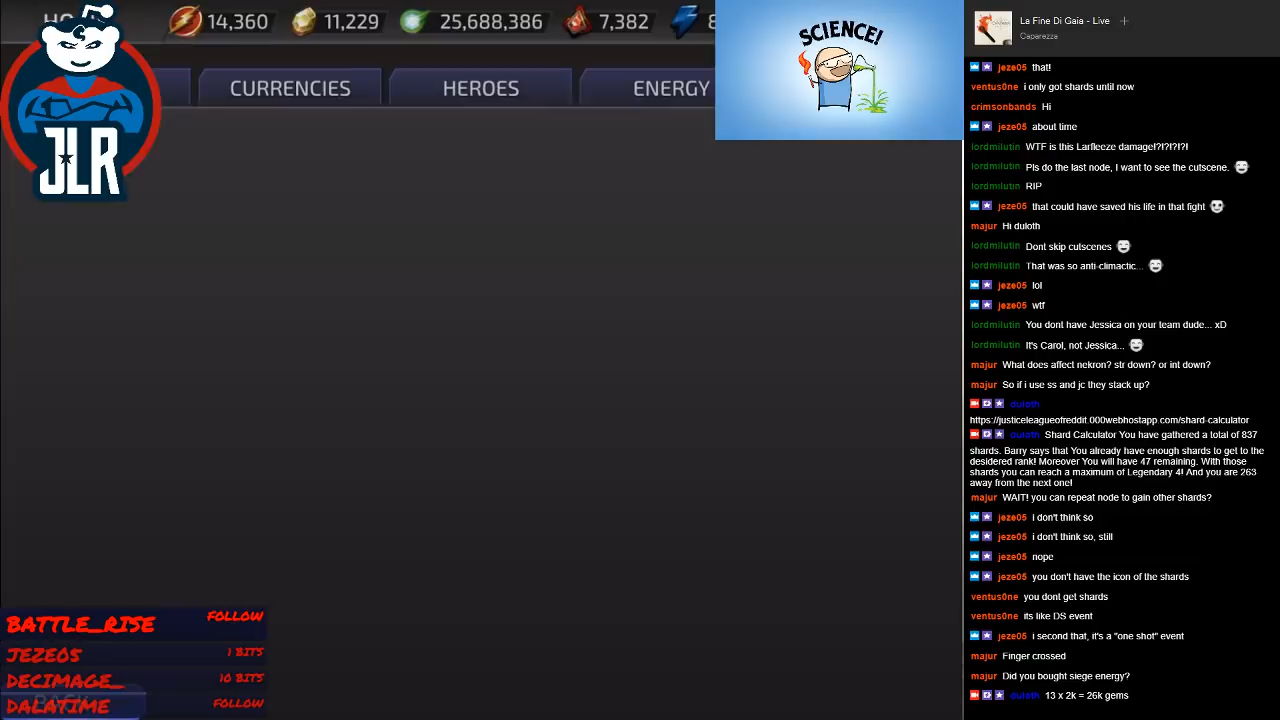 14,360 11,229 25,688,386 7,382
CURRENCIES HEROES ENERGY
JLR
SCIENCE!
La Fine Di Gaia - Live
Caparezza
jeze05 that!
ventus0ne i only got shards until now
crimsonbands Hi
jeze05 about time
lordmilutin WTF is this Larfleeze damage!?!?!?!?!
lordmilutin Pls do the last node, I want to see the cutscene.
lordmilutin RIP
jeze05 that could have saved his life in that fight
majur Hi duloth
lordmilutin Dont skip cutscenes
lordmilutin That was so anti-climactic...
jeze05 lol
jeze05 wtf
lordmilutin You dont have Jessica on your team dude... xD
lordmilutin It's Carol, not Jessica...
majur What does affect nekron? str down? or int down?
majur So if i use ss and jc they stack up?
duloth
https://justiceleagueofreddit.000webhostapp.com/shard-calculator
duloth Shard Calculator You have gathered a total of 837
shards. Barry says that You already have enough shards to get to the
desidered rank! Moreover You will have 47 remaining. With those
shards you can reach a maximum of Legendary 4! And you are 263
away from the next one!
majur WAIT! you can repeat node to gain other shards?
jeze05 i don't think so
jeze05 i don't think so, still
jeze05 nope
jeze05 you don't have the icon of the shards
ventus0ne you dont get shards
ventus0ne its like DS event
jeze05 i second that, it's a "one shot" event
majur Finger crossed
majur Did you bought siege energy?
duloth 13 x 2k = 26k gems
BATTLE_RISE FOLLOW
JEZE05 1 BITS
DECIMAGE_ 10 BITS
DALATIME FOLLOW